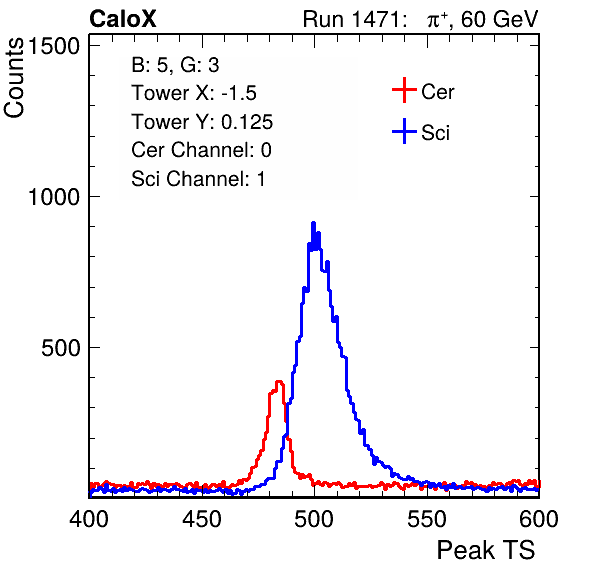 CaloX Run 1471: π⁺, 60 GeV
Counts
1500
1000
500
B: 5, G: 3
Tower X: -1.5
Tower Y: 0.125
Cer Channel: 0
Sci Channel: 1
Cer
Sci
400 450 500 550 600
Peak TS